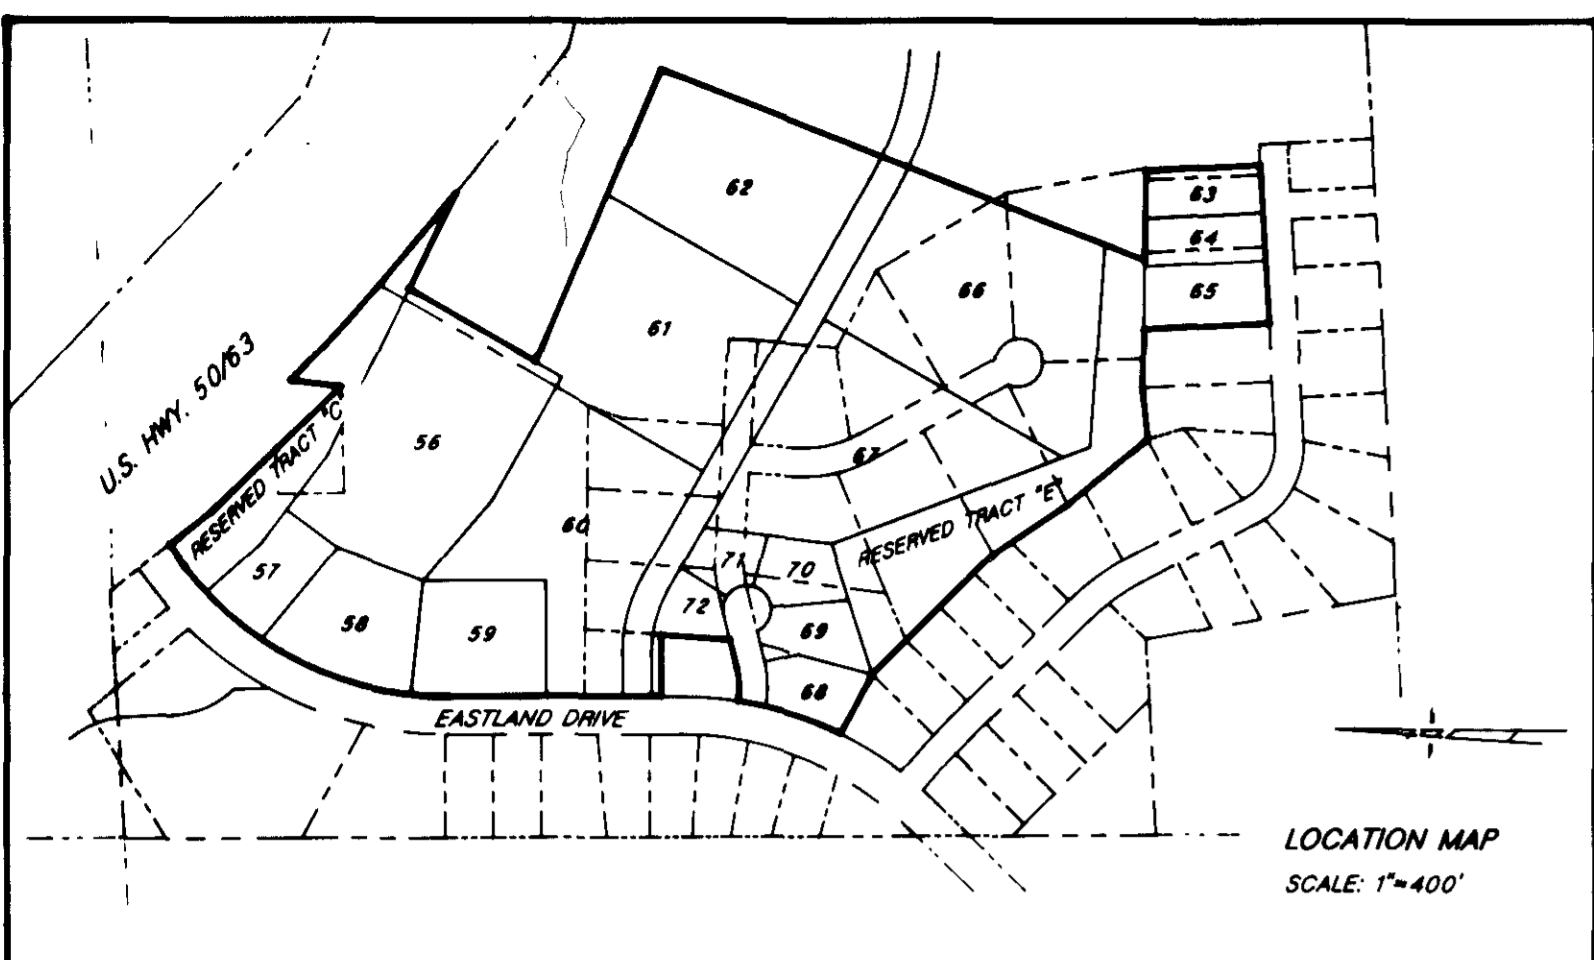 62
63
64
65
66
61
U.S. HWY. 50/63
RESERVED TRACT "C"
56
67
RESERVED TRACT "E"
60
57
71
70
72
58
59
69
68
EASTLAND DRIVE
LOCATION MAP
SCALE: 1"=400'